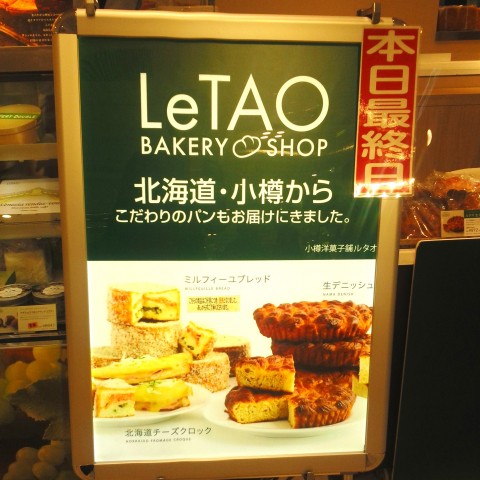 LeTAO
BAKERY SHOP
本日最終日
北海道・小樽から
こだわりのパンもお届けにきました。
小樽洋菓子舗ルタオ
ミルフィーユブレッド
生デニッシュ
北海道チーズクロック